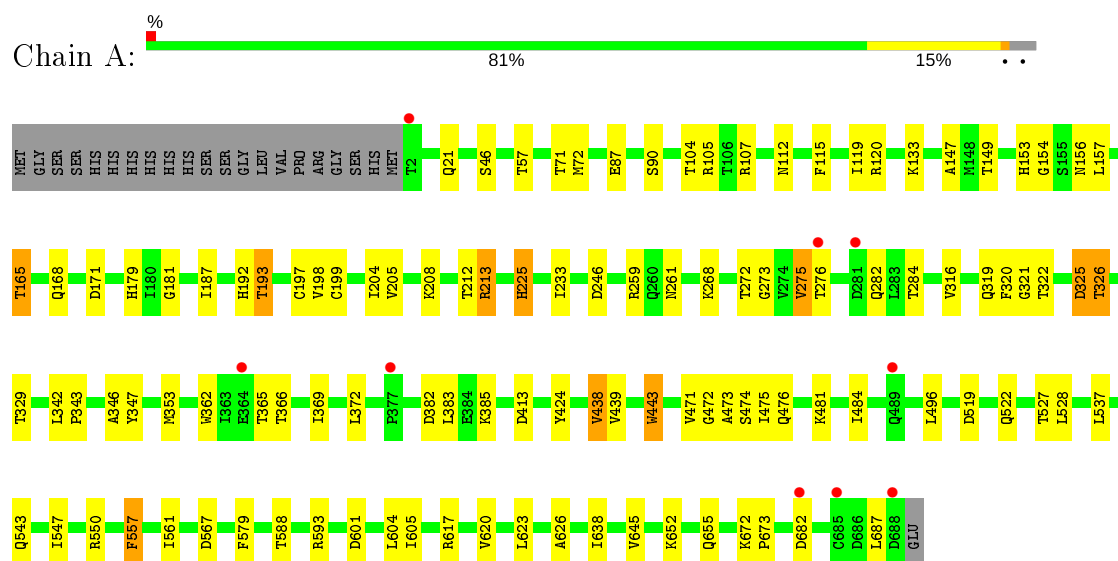 %
Chain A:
81% 15% • •
MET GLY SER SER HIS HIS HIS HIS HIS HIS SER SER GLY LEU VAL PRO ARG GLY SER HIS MET T2 Q21 S46 T57 T71 M72 E87 S90 T104 R105 T106 R107 N112 F115 I119 R120 K133 A147 M148 T149 H153 G154 S155 N156 L157
T165 Q168 D171 H179 I180 G181 I187 H192 T193 C197 V198 C199 I204 V205 K208 T212 R213 H225 I233 D246 R259 Q260 N261 K268 T272 G273 V274 V275 T276 D281 Q282 L283 T284 V316 Q319 F320 G321 T322 D325 T326
T329 L342 P343 A346 Y347 M353 W362 I363 E364 T365 T366 I369 L372 P377 D382 L383 E384 K385 D413 Y424 V438 V439 W443 V471 G472 A473 S474 I475 Q476 K481 I484 Q489 L496 D519 Q522 T527 L528 L537
Q543 I547 R550 F557 I561 D567 F579 T588 R593 D601 L604 I605 R617 V620 L623 A626 I638 V645 K652 Q655 K672 P673 D682 C685 D686 L687 D688 GLU